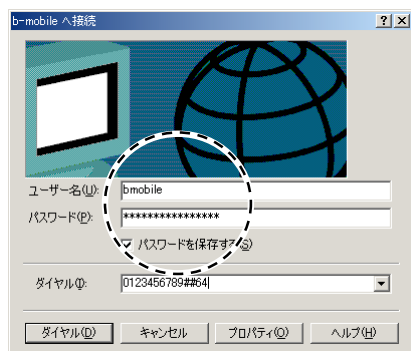 b-mobile へ接続
ユーザー名(U):
bmobile
パスワード(P):
****************
パスワードを保存する(S)
ダイヤル(I):
0123456789##64
ダイヤル(D) キャンセル プロパティ(O) ヘルプ(H)